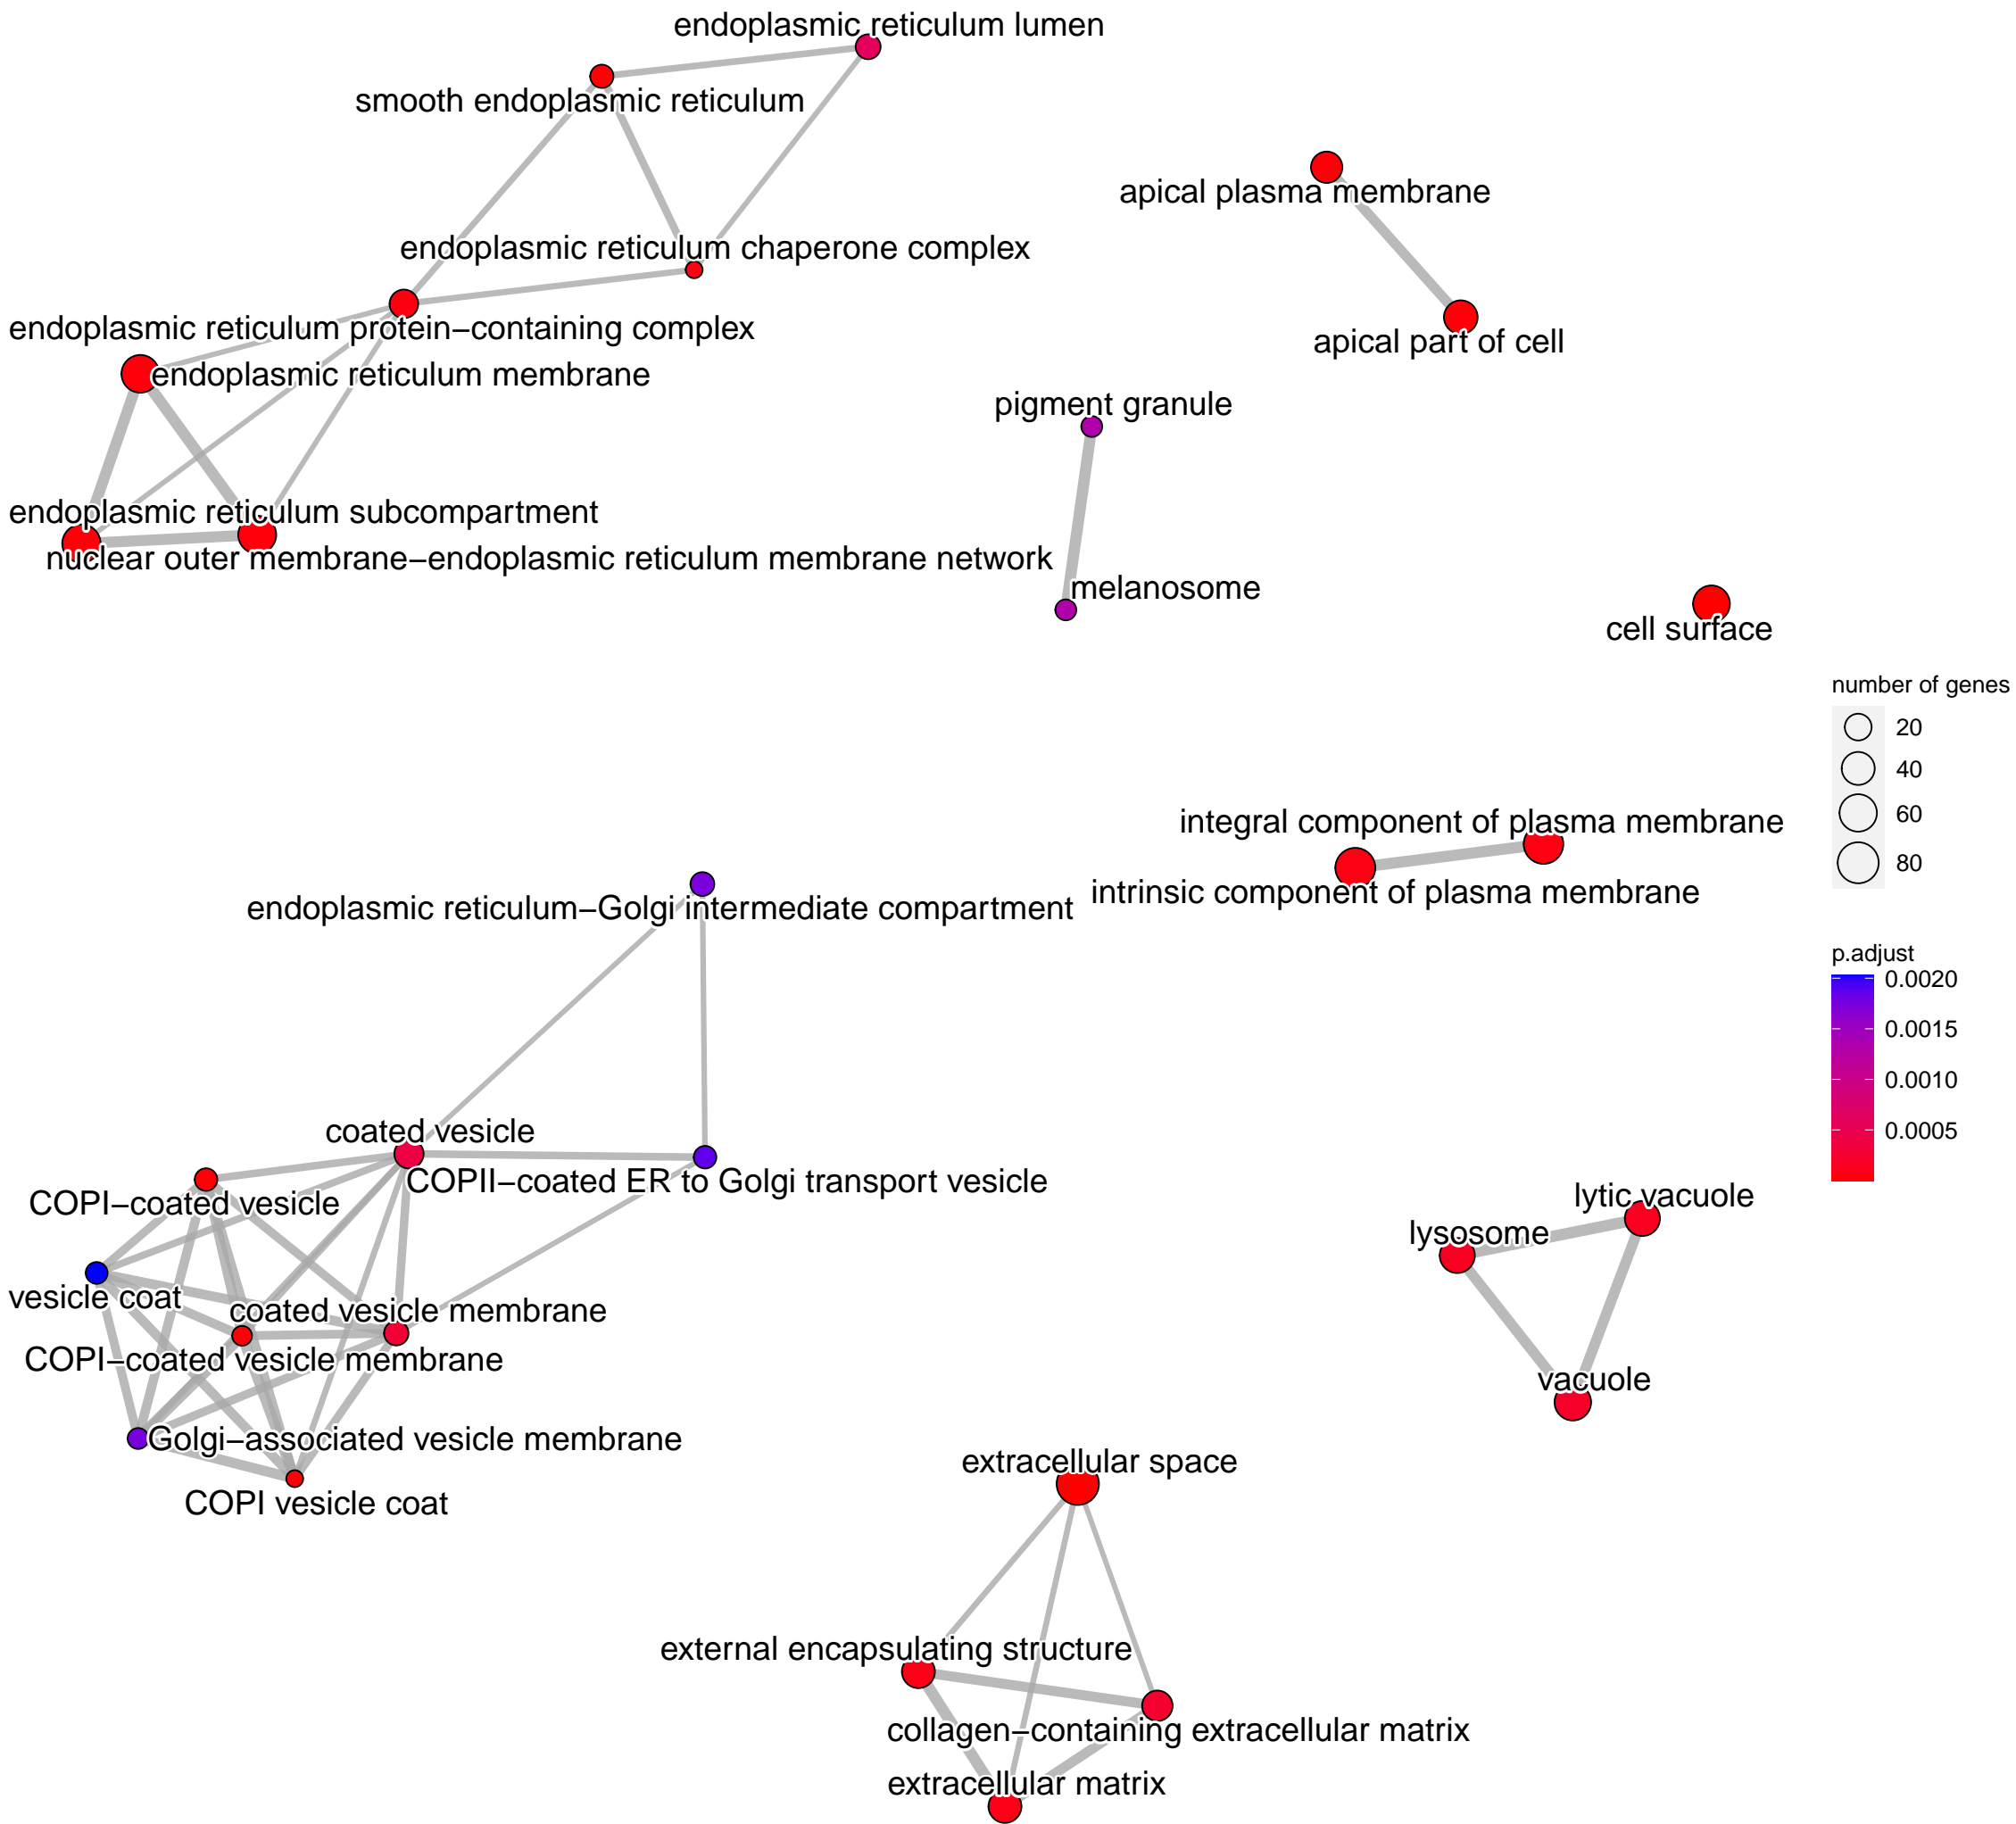 endoplasmic reticulum lumen
smooth endoplasmic reticulum
apical plasma membrane
endoplasmic reticulum chaperone complex
endoplasmic reticulum protein−containing complex
apical part of cell
endoplasmic reticulum membrane
pigment granule
endoplasmic reticulum subcompartment
nuclear outer membrane−endoplasmic reticulum membrane network
melanosome
cell surface
number of genes
20
40
60
80
integral component of plasma membrane
intrinsic component of plasma membrane
endoplasmic reticulum−Golgi intermediate compartment
p.adjust
0.0020
0.0015
0.0010
0.0005
coated vesicle
COPII−coated ER to Golgi transport vesicle
COPI−coated vesicle
lytic vacuole
lysosome
vesicle coat
coated vesicle membrane
COPI−coated vesicle membrane
vacuole
Golgi−associated vesicle membrane
extracellular space
COPI vesicle coat
external encapsulating structure
collagen−containing extracellular matrix
extracellular matrix